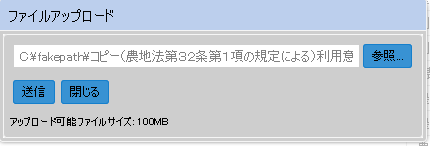 ファイルアップロード
C¥fakepath¥コピー(農地法第32条第1項の規定による)利用意
参照...
送信 閉じる
アップロード可能ファイルサイズ:100MB